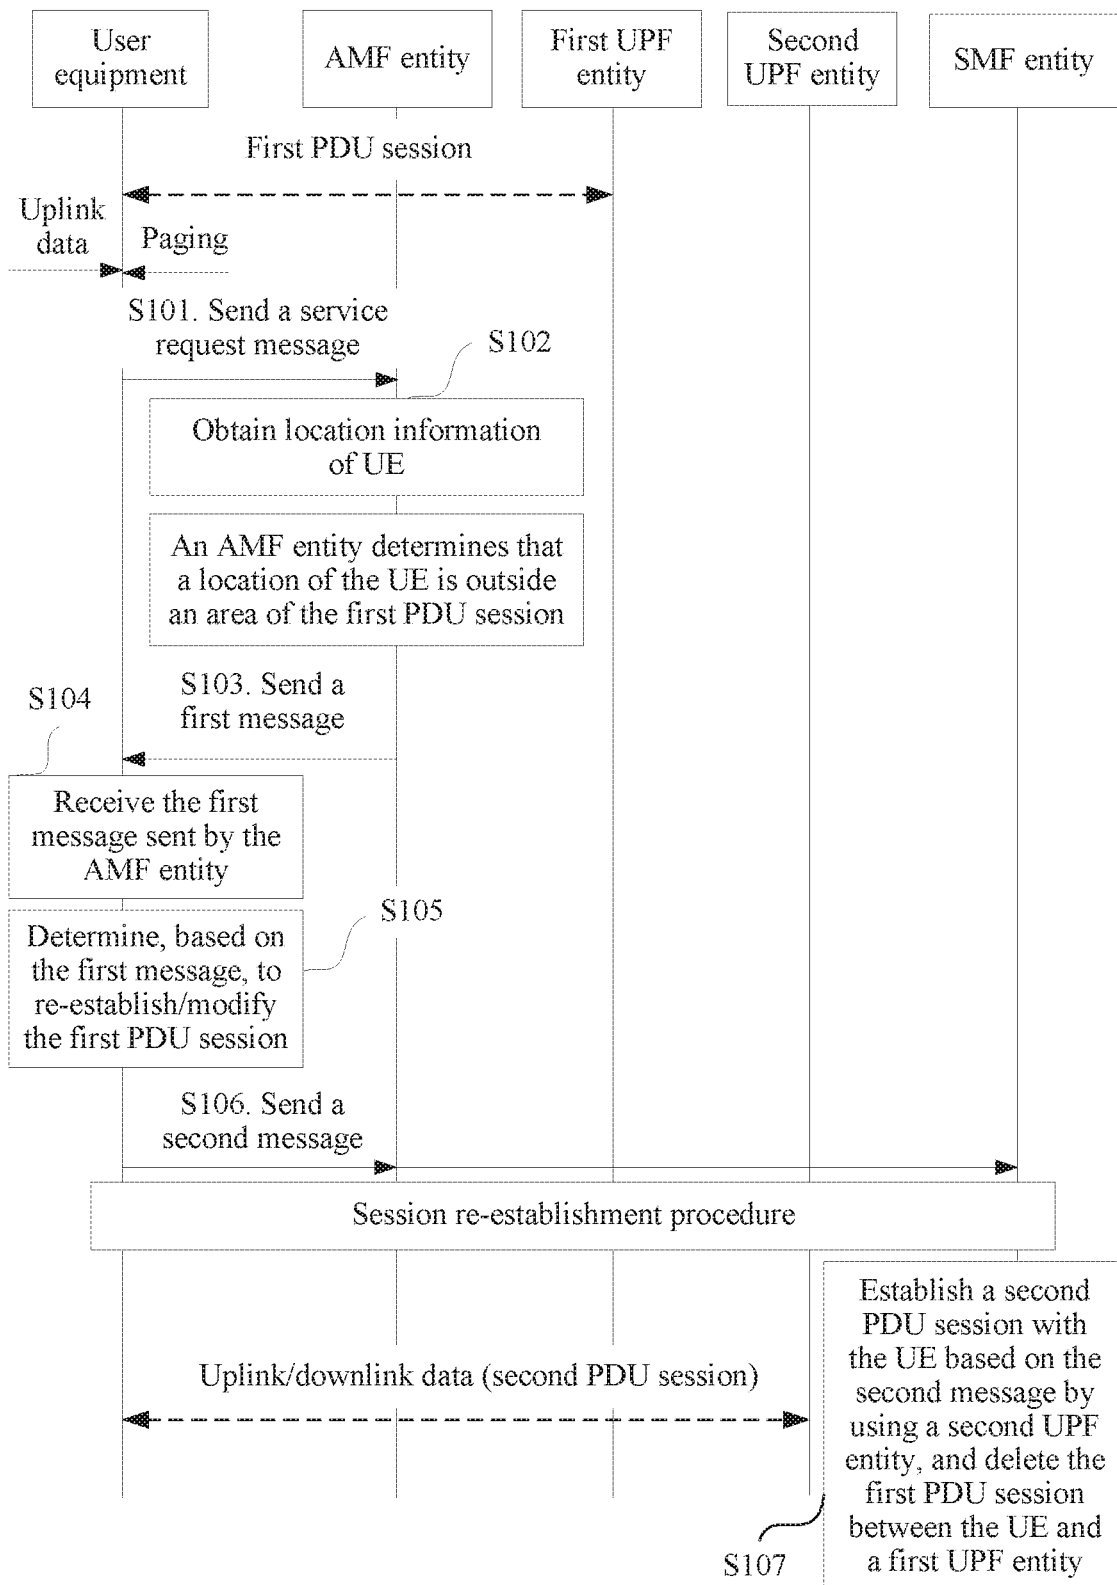 User
equipment
AMF entity
First UPF
entity
Second
UPF entity
SMF entity
First PDU session
Uplink
data
Paging
S101. Send a service
request message
S102
Obtain location information
of UE
An AMF entity determines that
a location of the UE is outside
an area of the first PDU session
S103. Send a
first message
S104
Receive the first
message sent by the
AMF entity
S105
Determine, based on
the first message, to
re-establish/modify
the first PDU session
S106. Send a
second message
Session re-establishment procedure
Establish a second
PDU session with
the UE based on the
second message by
using a second UPF
entity, and delete the
first PDU session
between the UE and
a first UPF entity
Uplink/downlink data (second PDU session)
S107